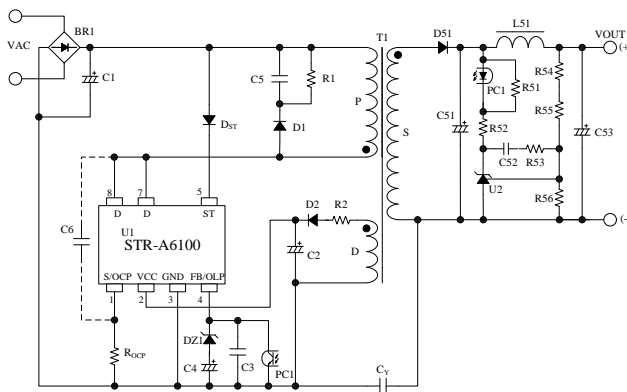 BR1
VAC
C1
DST
C5
R1
D1
T1
P
S
D51
L51
VOUT
(+
PC1
R51
R54
R55
C51
R52
C53
C52
R53
U2
R56
(-
8
7
5
D
D
ST
U1
STR-A6100
S/OCP
VCC
GND
FB/OLP
1
2
3
4
C6
D2
R2
C2
D
ROCP
DZ1
C4
C3
PC1
CY